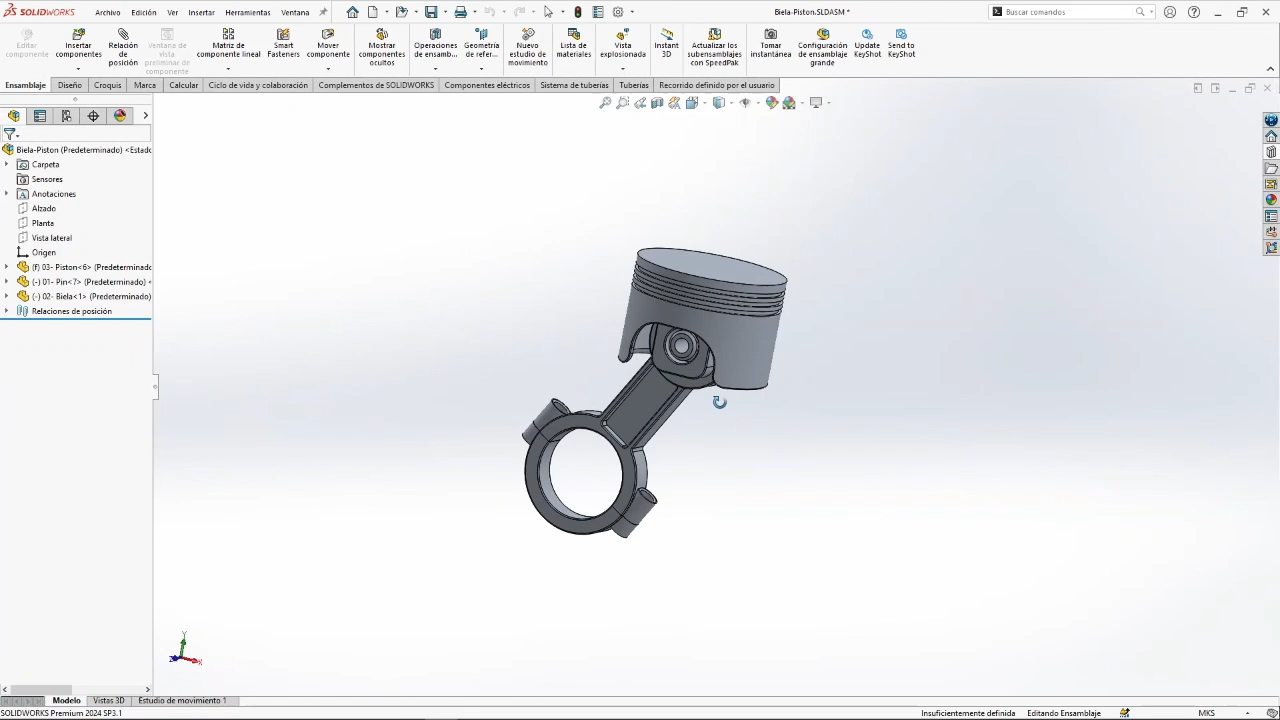 SOLIDWORKS
Archivo Edición Ver Insertar Herramientas Ventana
Biela-Piston.SLDASM *
Buscar comandos
Editar componente
Insertar componentes
Relación de posición
Ventana de vista preliminar de componente
Matriz de componente lineal
Smart Fasteners
Mover componente
Mostrar componentes ocultos
Operaciones de ensamb...
Geometría de refer...
Nuevo estudio de movimiento
Lista de materiales
Vista explosionada
Instant 3D
Actualizar los subensamblajes con SpeedPak
Tomar instantánea
Configuración de ensamblaje grande
Update KeyShot
Send to KeyShot
Ensamblaje Diseño Croquis Marca Calcular Ciclo de vida y colaboración Complementos de SOLIDWORKS Componentes eléctricos Sistema de tuberías Tuberías Recorrido definido por el usuario
Biela-Piston (Predeterminado) <Estado
Carpeta
Sensores
Anotaciones
Alzado
Planta
Vista lateral
Origen
(f) 03- Piston<6> (Predeterminado
(-) 01- Pin<7> (Predeterminado) <
(-) 02- Biela<1> (Predeterminado)
Relaciones de posición
Y
Z
X
Modelo Vistas 3D Estudio de movimiento 1
SOLIDWORKS Premium 2024 SP3.1
Insuficientemente definida Editando Ensamblaje MKS